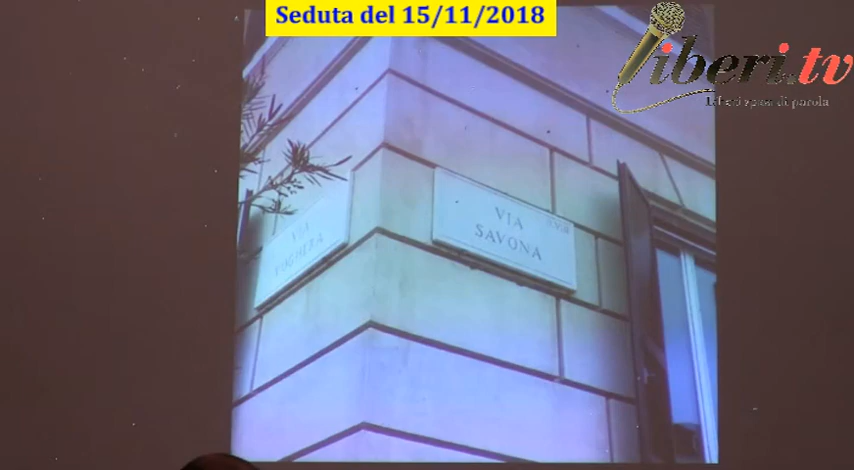 Seduta del 15/11/2018
liberi.tv
VIA
VOGHERA
VIA
SAVONA